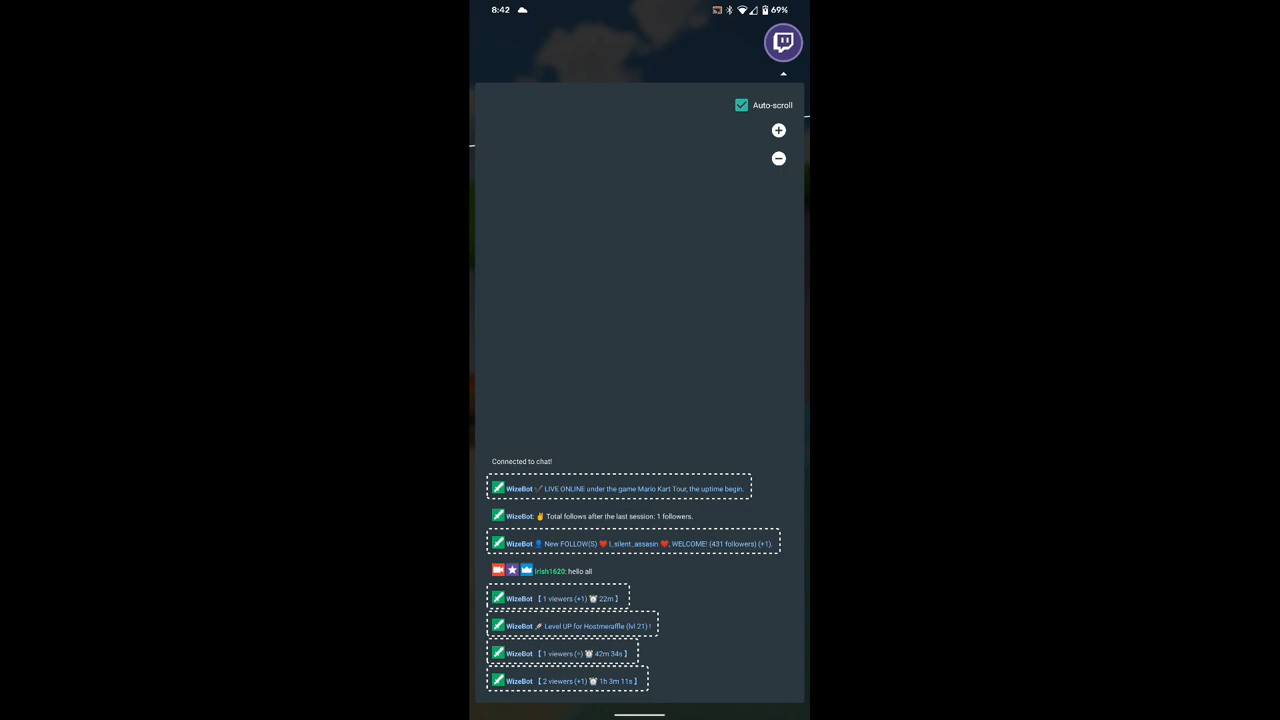 8:42
69%
Auto-scroll
Connected to chat!
WizeBot LIVE ONLINE under the game Mario Kart Tour, the uptime begin.
WizeBot: ✌ Total follows after the last session: 1 followers.
WizeBot 👤 New FOLLOW(S) ❤ I_silent_assasin ❤, WELCOME! (431 followers) (+1).
Irish1620: hello all
WizeBot 【 1 viewers (+1) ⏰ 22m 】
WizeBot 🚀 Level UP for Hostmeraffle (lvl 21) !
WizeBot 【 1 viewers (=) ⏰ 42m 34s 】
WizeBot 【 2 viewers (+1) ⏰ 1h 3m 11s 】